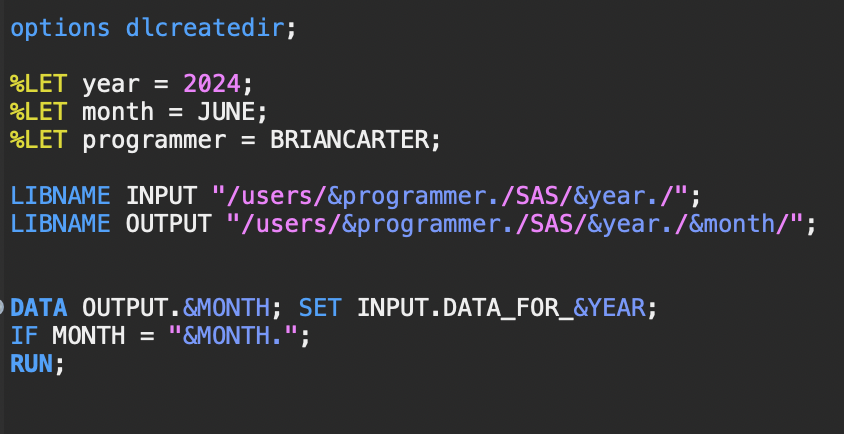 options dlcreatedir;
%LET year = 2024;
%LET month = JUNE;
%LET programmer = BRIANCARTER;
LIBNAME INPUT "/users/&programmer./SAS/&year./";
LIBNAME OUTPUT "/users/&programmer./SAS/&year./&month/";
DATA OUTPUT.&MONTH; SET INPUT.DATA_FOR_&YEAR;
IF MONTH = "&MONTH.";
RUN;